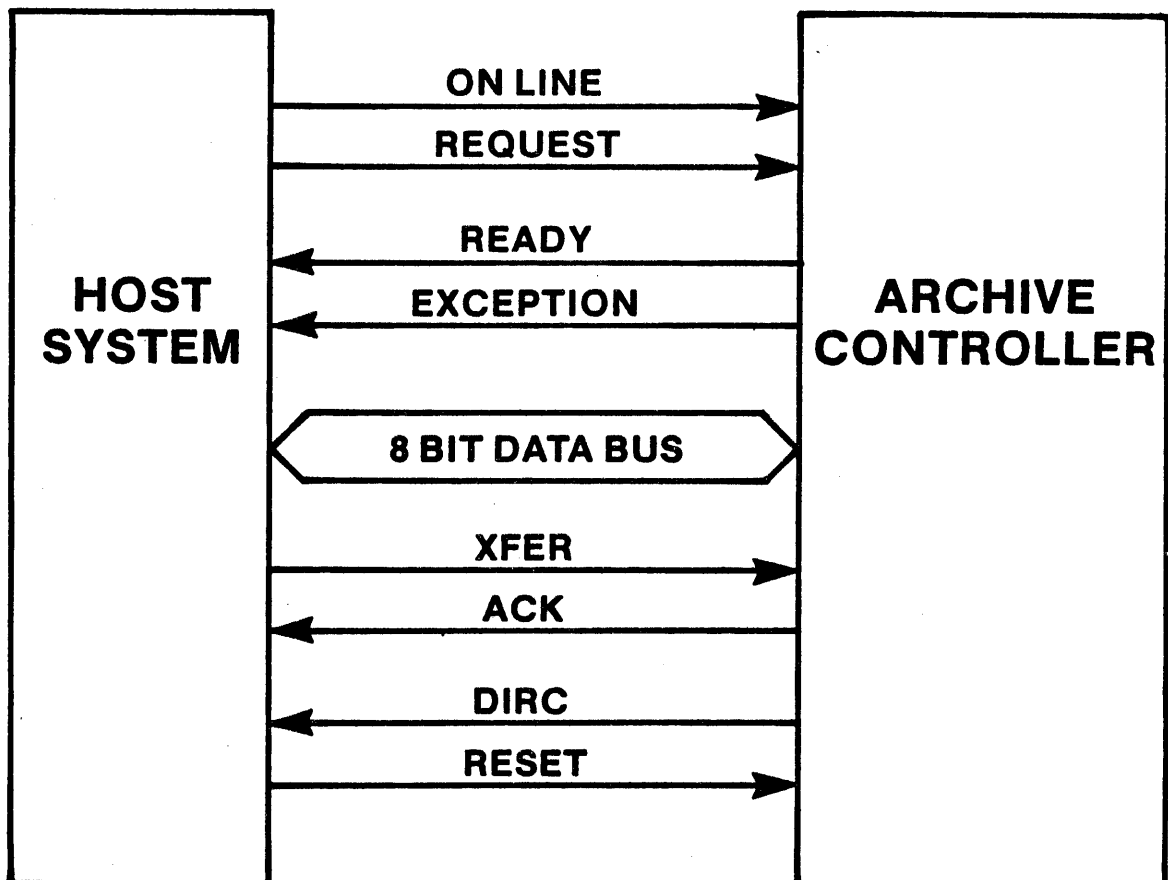 ON LINE
REQUEST
READY
EXCEPTION
HOST
SYSTEM
ARCHIVE
CONTROLLER
8 BIT DATA BUS
XFER
ACK
DIRC
RESET